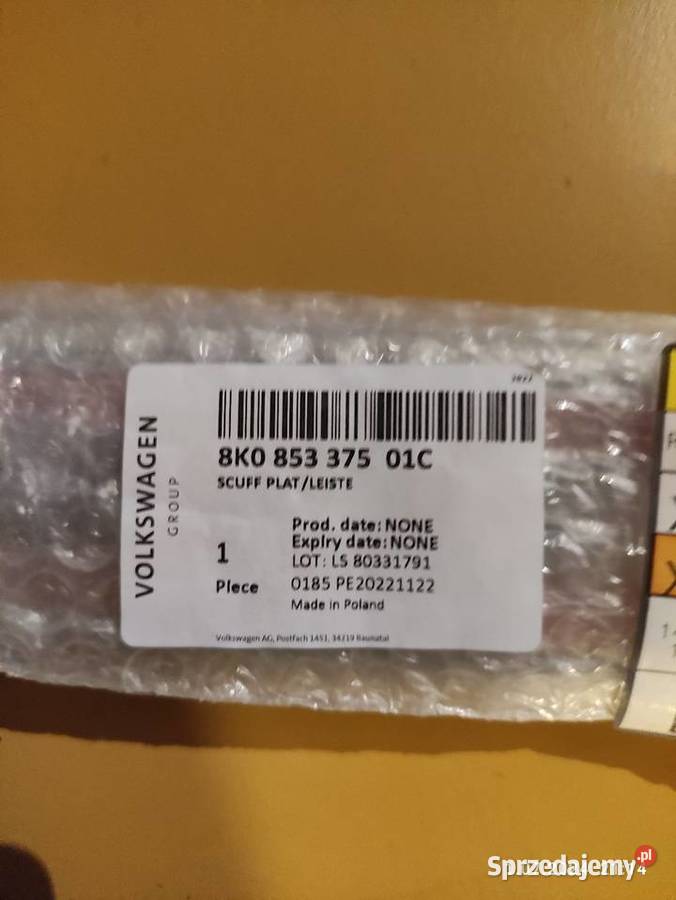 2022
8K0 853 375 01C
SCUFF PLAT/LEISTE
VOLKSWAGEN
GROUP
Prod. date: NONE
Expiry date: NONE
1
LOT: LS 80331791
Piece
0185 PE20221122
Made in Poland
Volkswagen AG, Postfach 1451, 34219 Baunatal
Sprzedajemy.pl